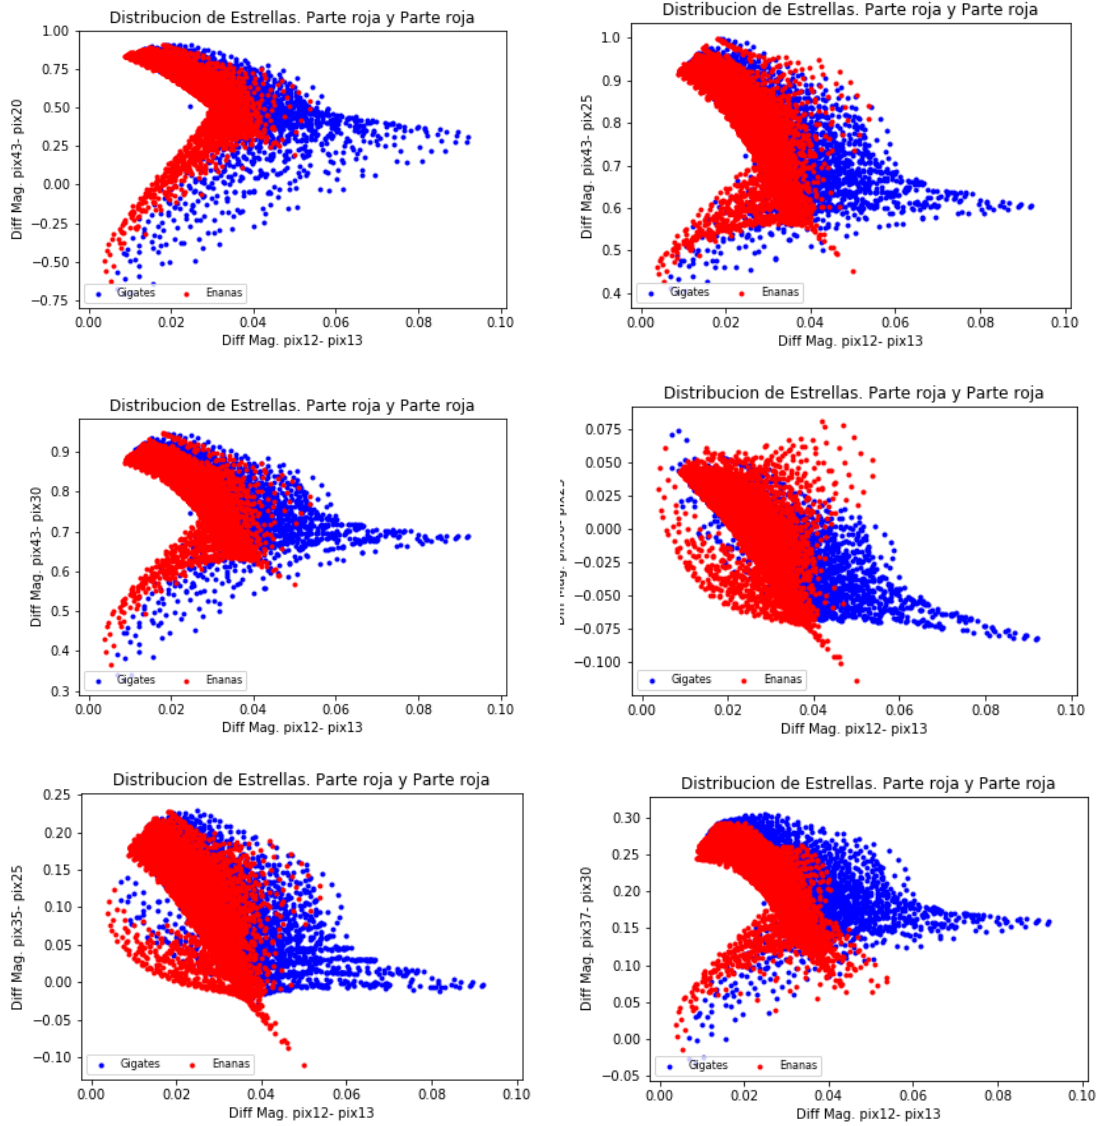 Distribucion de Estrellas. Parte roja y Parte roja
1.00
0.75
0.50
0.25
0.00
−0.25
−0.50
−0.75
Diff Mag. pix43- pix20
Gigates Enanas
0.00 0.02 0.04 0.06 0.08 0.10
Diff Mag. pix12- pix13
Distribucion de Estrellas. Parte roja y Parte roja
1.0
0.9
0.8
0.7
0.6
0.5
0.4
Diff Mag. pix43- pix25
Gigates Enanas
0.00 0.02 0.04 0.06 0.08 0.10
Diff Mag. pix12- pix13
Distribucion de Estrellas. Parte roja y Parte roja
0.9
0.8
0.7
0.6
0.5
0.4
0.3
Diff Mag. pix43- pix30
Gigates Enanas
0.00 0.02 0.04 0.06 0.08 0.10
Diff Mag. pix12- pix13
Distribucion de Estrellas. Parte roja y Parte roja
0.075
0.050
0.025
0.000
−0.025
−0.050
−0.075
−0.100
Mag.
Gigates Enanas
0.00 0.02 0.04 0.06 0.08 0.10
Diff Mag. pix12- pix13
Distribucion de Estrellas. Parte roja y Parte roja
0.25
0.20
0.15
0.10
0.05
0.00
−0.05
−0.10
Diff Mag. pix35- pix25
Gigates Enanas
0.00 0.02 0.04 0.06 0.08 0.10
Diff Mag. pix12- pix13
Distribucion de Estrellas. Parte roja y Parte roja
0.30
0.25
0.20
0.15
0.10
0.05
0.00
−0.05
Diff Mag. pix37- pix30
Gigates Enanas
0.00 0.02 0.04 0.06 0.08 0.10
Diff Mag. pix12- pix13